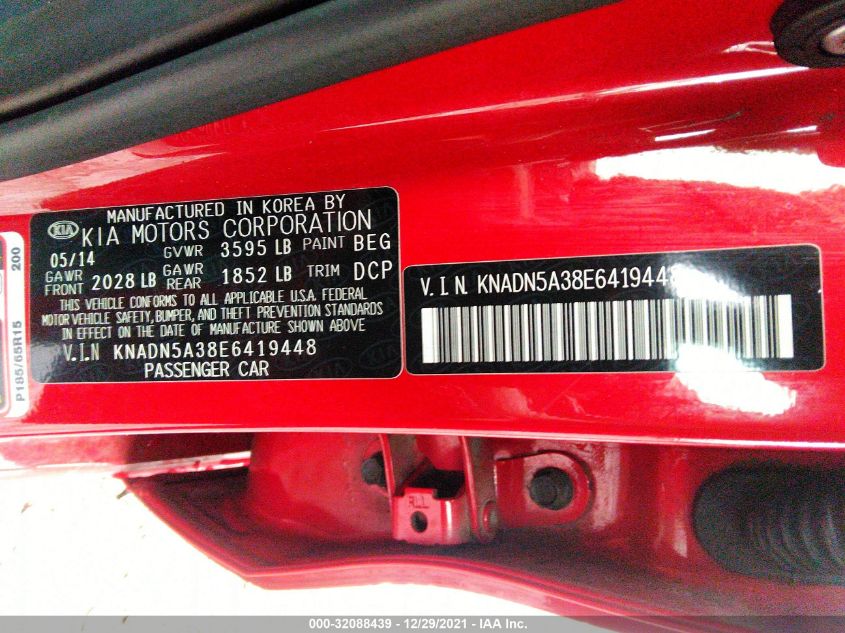 MANUFACTURED IN KOREA BY
KIA KIA MOTORS CORPORATION
05/14 GVWR 3595 LB PAINT BEG
GAWR FRONT 2028 LB GAWR REAR 1852 LB TRIM DCP
THIS VEHICLE CONFORMS TO ALL APPLICABLE U.S.A. FEDERAL
MOTOR VEHICLE SAFETY, BUMPER, AND THEFT PREVENTION STANDARDS
IN EFFECT ON THE DATE OF MANUFACTURE SHOWN ABOVE
V.I.N KNADN5A38E6419448
PASSENGER CAR
V.I.N. KNADN5A38E6419448
P185/65R15
200
RLL
000-32088439 - 12/29/2021 - IAA Inc.